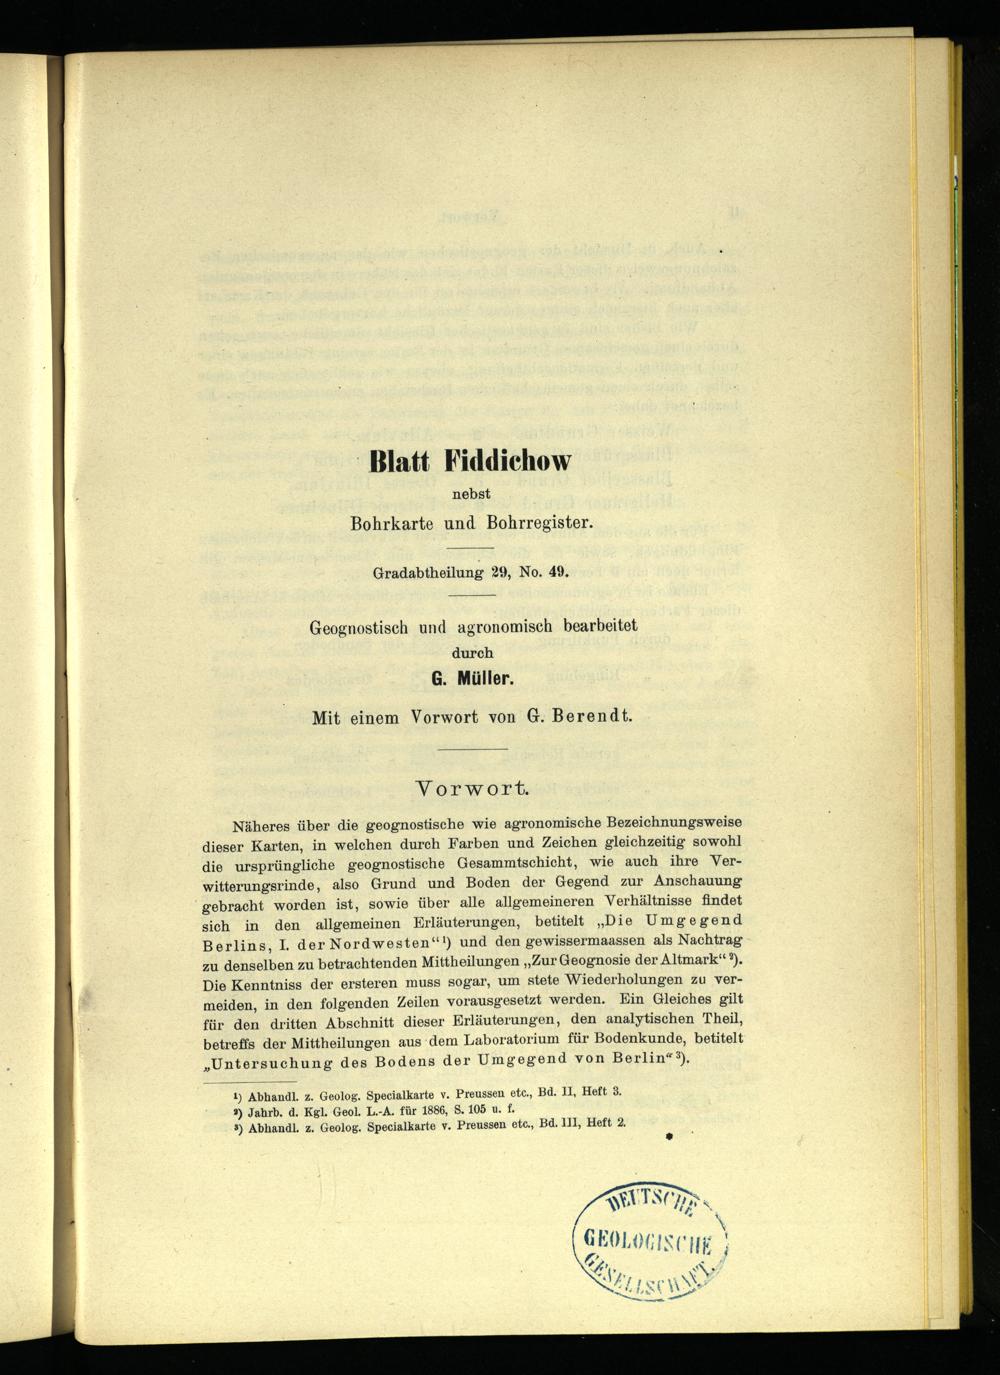 Blatt Fiddichow
nebst
Bohrkarte und Bohrregister.
Gradabtheilung 29, No. 49.
Geognostisch und agronomisch bearbeitet
durch
G. Müller.
Mit einem Vorwort von G. Berendt.
Vorwort.
Näheres über die geognostische wie agronomische Bezeichnungsweise
dieser Karten, in welchen durch Farben und Zeichen gleichzeitig sowohl
die ursprüngliche geognostische Gesammtschicht, wie auch ihre Ver-
witterungsrinde, also Grund und Boden der Gegend zur Anschauung
gebracht worden ist, sowie über alle allgemeineren Verhältnisse findet
sich in den allgemeinen Erläuterungen, betitelt „Die Umgegend
Berlins, I. der Nordwesten“¹) und den gewissermaassen als Nachtrag
zu denselben zu betrachtenden Mittheilungen „Zur Geognosie der Altmark“²).
Die Kenntniss der ersteren muss sogar, um stete Wiederholungen zu ver-
meiden, in den folgenden Zeilen vorausgesetzt werden. Ein Gleiches gilt
für den dritten Abschnitt dieser Erläuterungen, den analytischen Theil,
betreffs der Mittheilungen aus dem Laboratorium für Bodenkunde, betitelt
„Untersuchung des Bodens der Umgegend von Berlin“³).
¹) Abhandl. z. Geolog. Specialkarte v. Preussen etc., Bd. II, Heft 3.
²) Jahrb. d. Kgl. Geol. L.-A. für 1886, S. 105 u. f.
³) Abhandl. z. Geolog. Specialkarte v. Preussen etc., Bd. III, Heft 2.
*
DEUTSCHE
GEOLOGISCHE
GESELLSCHAFT.